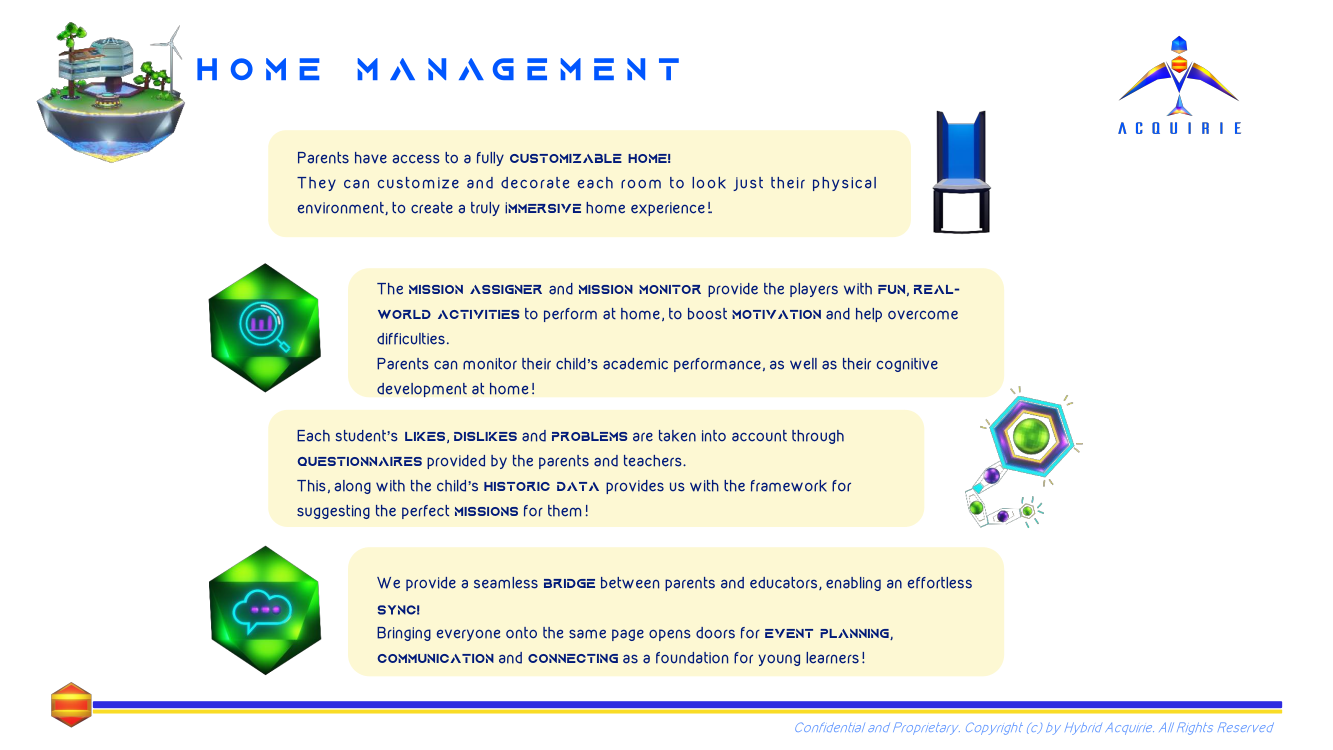 HOME MANAGEMENT
ACQUIRIE
Parents have access to a fully CUSTOMIZABLE HOME!
They can customize and decorate each room to look just their physical
environment, to create a truly iMMERSIVE home experience!
The MISSION ASSIGNER and MISSION MONITOR provide the players with FUN, REAL-
WORLD ACTIVITIES to perform at home, to boost MOTIVATION and help overcome
difficulties.
Parents can monitor their child's academic performance, as well as their cognitive
development at home!
Each student's LIKES, DISLIKES and PROBLEMS are taken into account through
QUESTIONNAIRES provided by the parents and teachers.
This, along with the child's HISTORIC DATA provides us with the framework for
suggesting the perfect MISSIONS for them!
We provide a seamless BRIDGE between parents and educators, enabling an effortless
SYNC!
Bringing everyone onto the same page opens doors for EVENT PLANNING,
COMMUNICATION and CONNECTING as a foundation for young learners!
Confidential and Proprietary. Copyright (c) by Hybrid Acquirie. All Rights Reserved